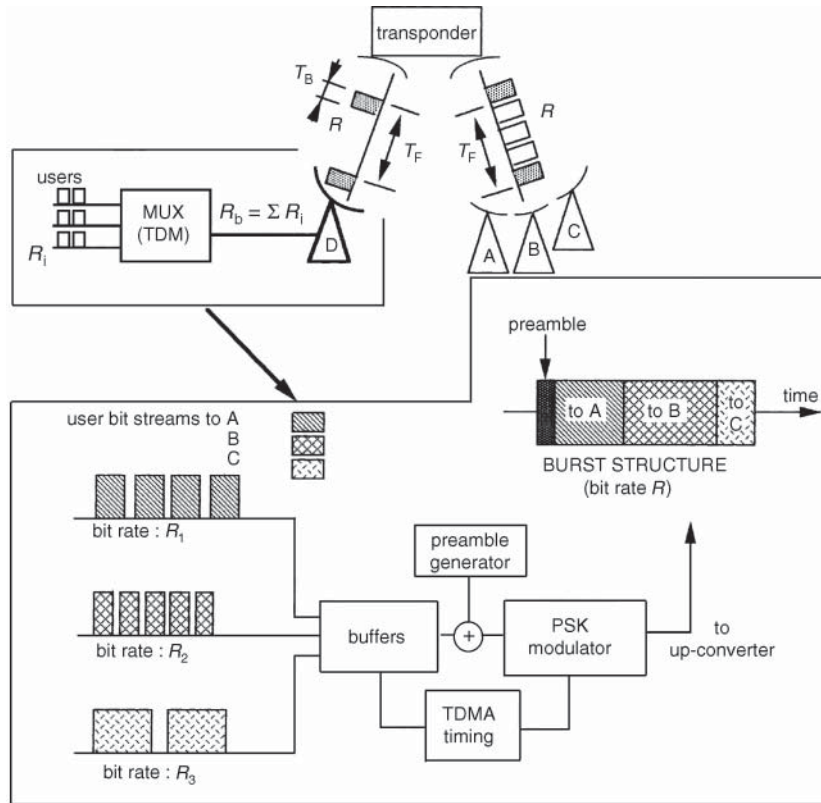 transponder
T_B
R
T_F
T_F
R
users
R_i
MUX
(TDM)
R_b = Σ R_i
D
A
B
C
preamble
to A
to B
to
C
time
BURST STRUCTURE
(bit rate R)
user bit streams to A
B
C
bit rate : R_1
bit rate : R_2
bit rate : R_3
preamble
generator
buffers
+
PSK
modulator
TDMA
timing
to
up-converter